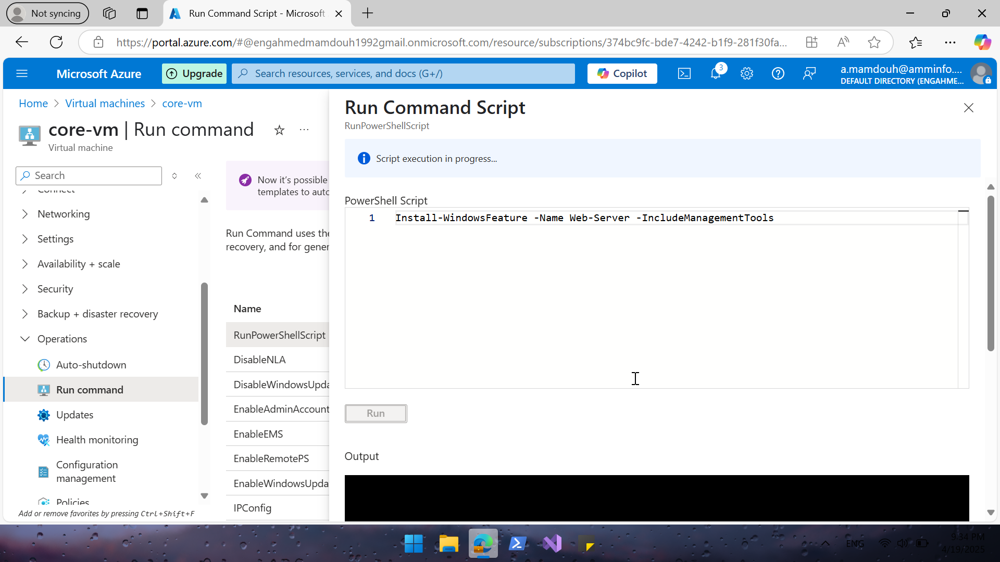 Not syncing
Run Command Script - Microsoft
https://portal.azure.com/#@engahmedmamdouh1992gmail.onmicrosoft.com/resource/subscriptions/374bc9fc-bde7-4242-b1f9-281f30fa...
Microsoft Azure
Upgrade
Search resources, services, and docs (G+/)
Copilot
3
a.mamdouh@amminfo....
DEFAULT DIRECTORY (ENGAHME...
Home > Virtual machines > core-vm
core-vm | Run command
Virtual machine
Search
Connect
Networking
Settings
Availability + scale
Security
Backup + disaster recovery
Operations
Auto-shutdown
Run command
Updates
Health monitoring
Configuration
management
Policies
Add or remove favorites by pressing Ctrl+Shift+F
Now it's possible
templates to auto
Run Command uses the
recovery, and for gener
Name
RunPowerShellScript
DisableNLA
DisableWindowsUpda
EnableAdminAccount
EnableEMS
EnableRemotePS
EnableWindowsUpda
IPConfig
Run Command Script
RunPowerShellScript
Script execution in progress...
PowerShell Script
1 Install-WindowsFeature -Name Web-Server -IncludeManagementTools
Run
Output
ENG
9:34 PM
4/19/2025